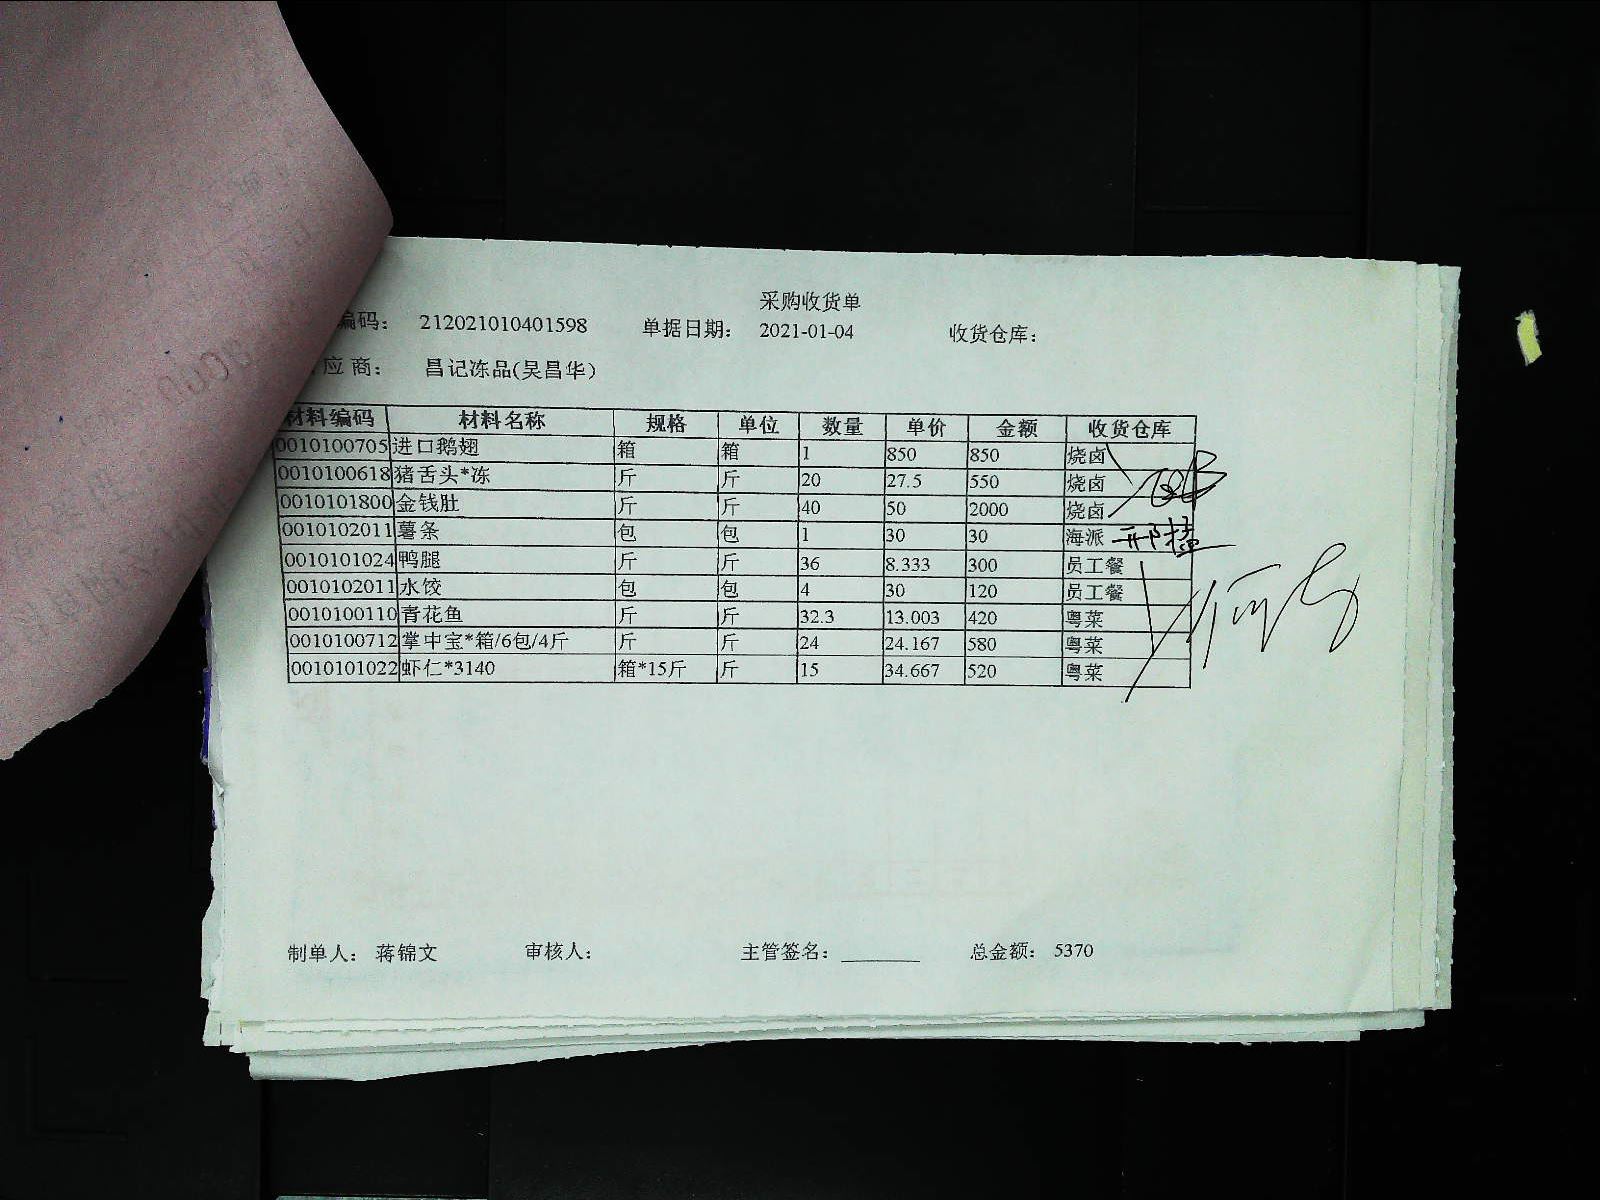 采购收货单
编码： 212021010401598 单据日期： 2021-01-04 收货仓库：
应 商： 昌记冻品(吴昌华)
材料编码 材料名称 规格 单位 数量 单价 金额 收货仓库
0010100705 进口鹅翅 箱 箱 1 850 850 烧卤
0010100618 猪舌头*冻 斤 斤 20 27.5 550 烧卤
0010101800 金钱肚 斤 斤 40 50 2000 烧卤
0010102011 薯条 包 包 1 30 30 海派
0010101024 鸭腿 斤 斤 36 8.333 300 员工餐
0010102011 水饺 包 包 4 30 120 员工餐
0010100110 青花鱼 斤 斤 32.3 13.003 420 粤菜
0010100712 掌中宝*箱/6包/4斤 斤 斤 24 24.167 580 粤菜
0010101022 虾仁*3140 箱*15斤 斤 15 34.667 520 粤菜
制单人： 蒋锦文 审核人： 主管签名： 总金额： 5370